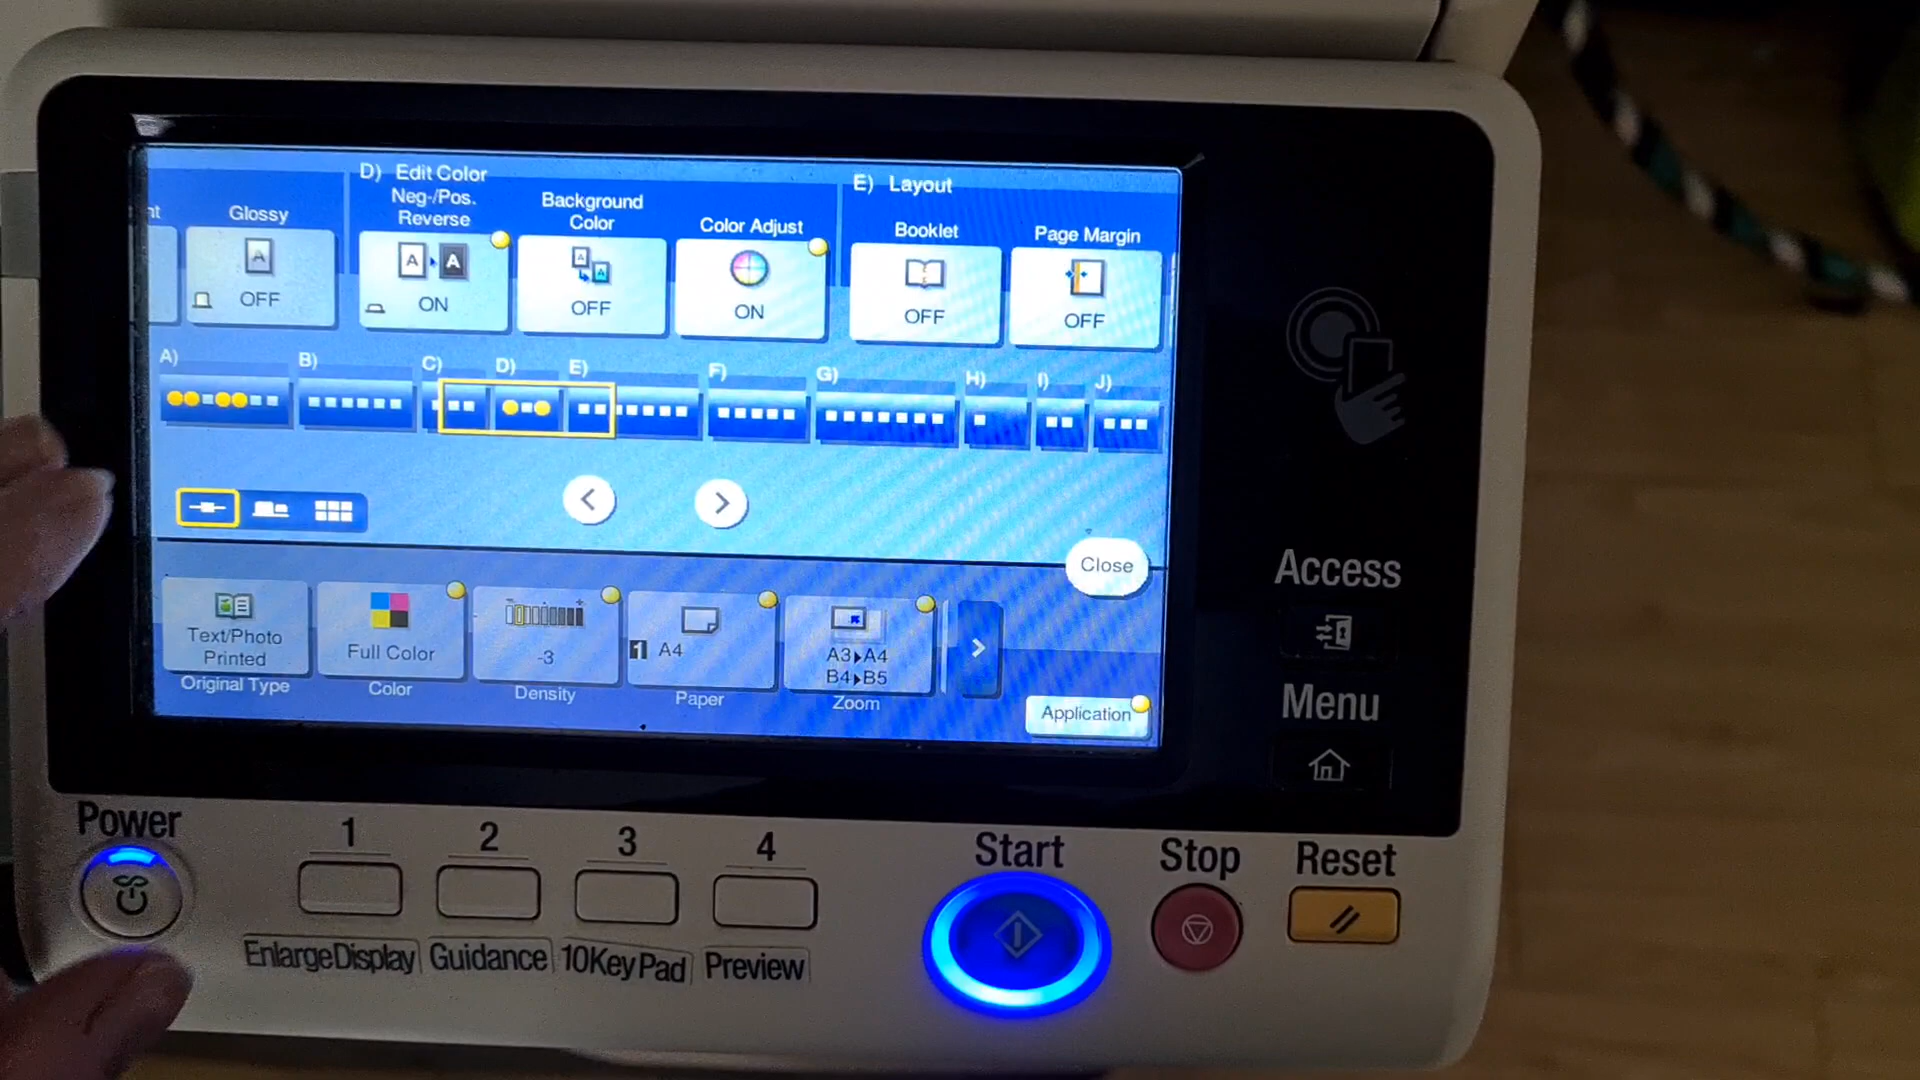 D) Edit Color
E) Layout
nt
Glossy
Neg-/Pos.
Reverse
Background
Color
Color Adjust
Booklet
Page Margin
A
OFF
A A
ON
A A
OFF
ON
OFF
OFF
A)
B)
C)
D)
E)
F)
G)
H)
I)
J)
Close
Text/Photo
Printed
Original Type
Full Color
Color
- +
-3
Density
1 A4
Paper
A3▸A4
B4▸B5
Zoom
Application
Access
Menu
Power
1
2
3
4
Start
Stop
Reset
EnlargeDisplay
Guidance
10KeyPad
Preview